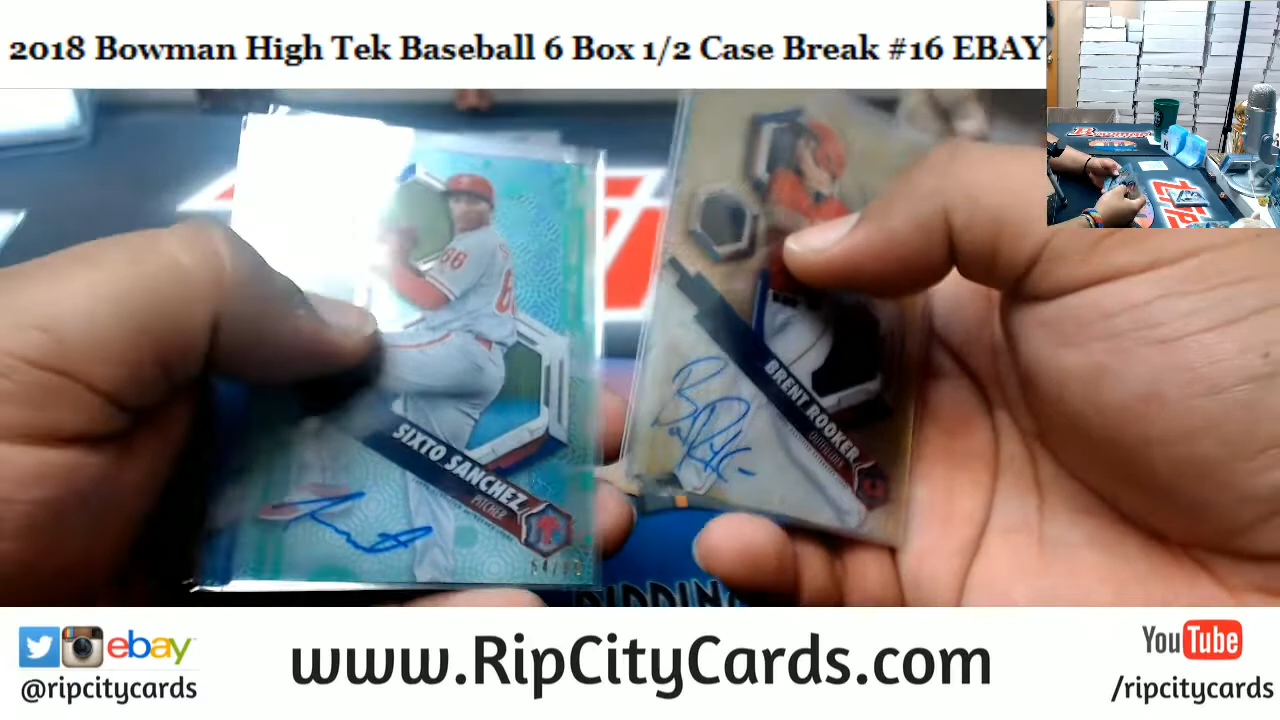 2018 Bowman High Tek Baseball 6 Box 1/2 Case Break #16 EBAY
66
SIXTO SANCHEZ
PITCHER
BRENT ROOKER
OUTFIELDER
ebay
@ripcitycards
www.RipCityCards.com
YouTube
/ripcitycards